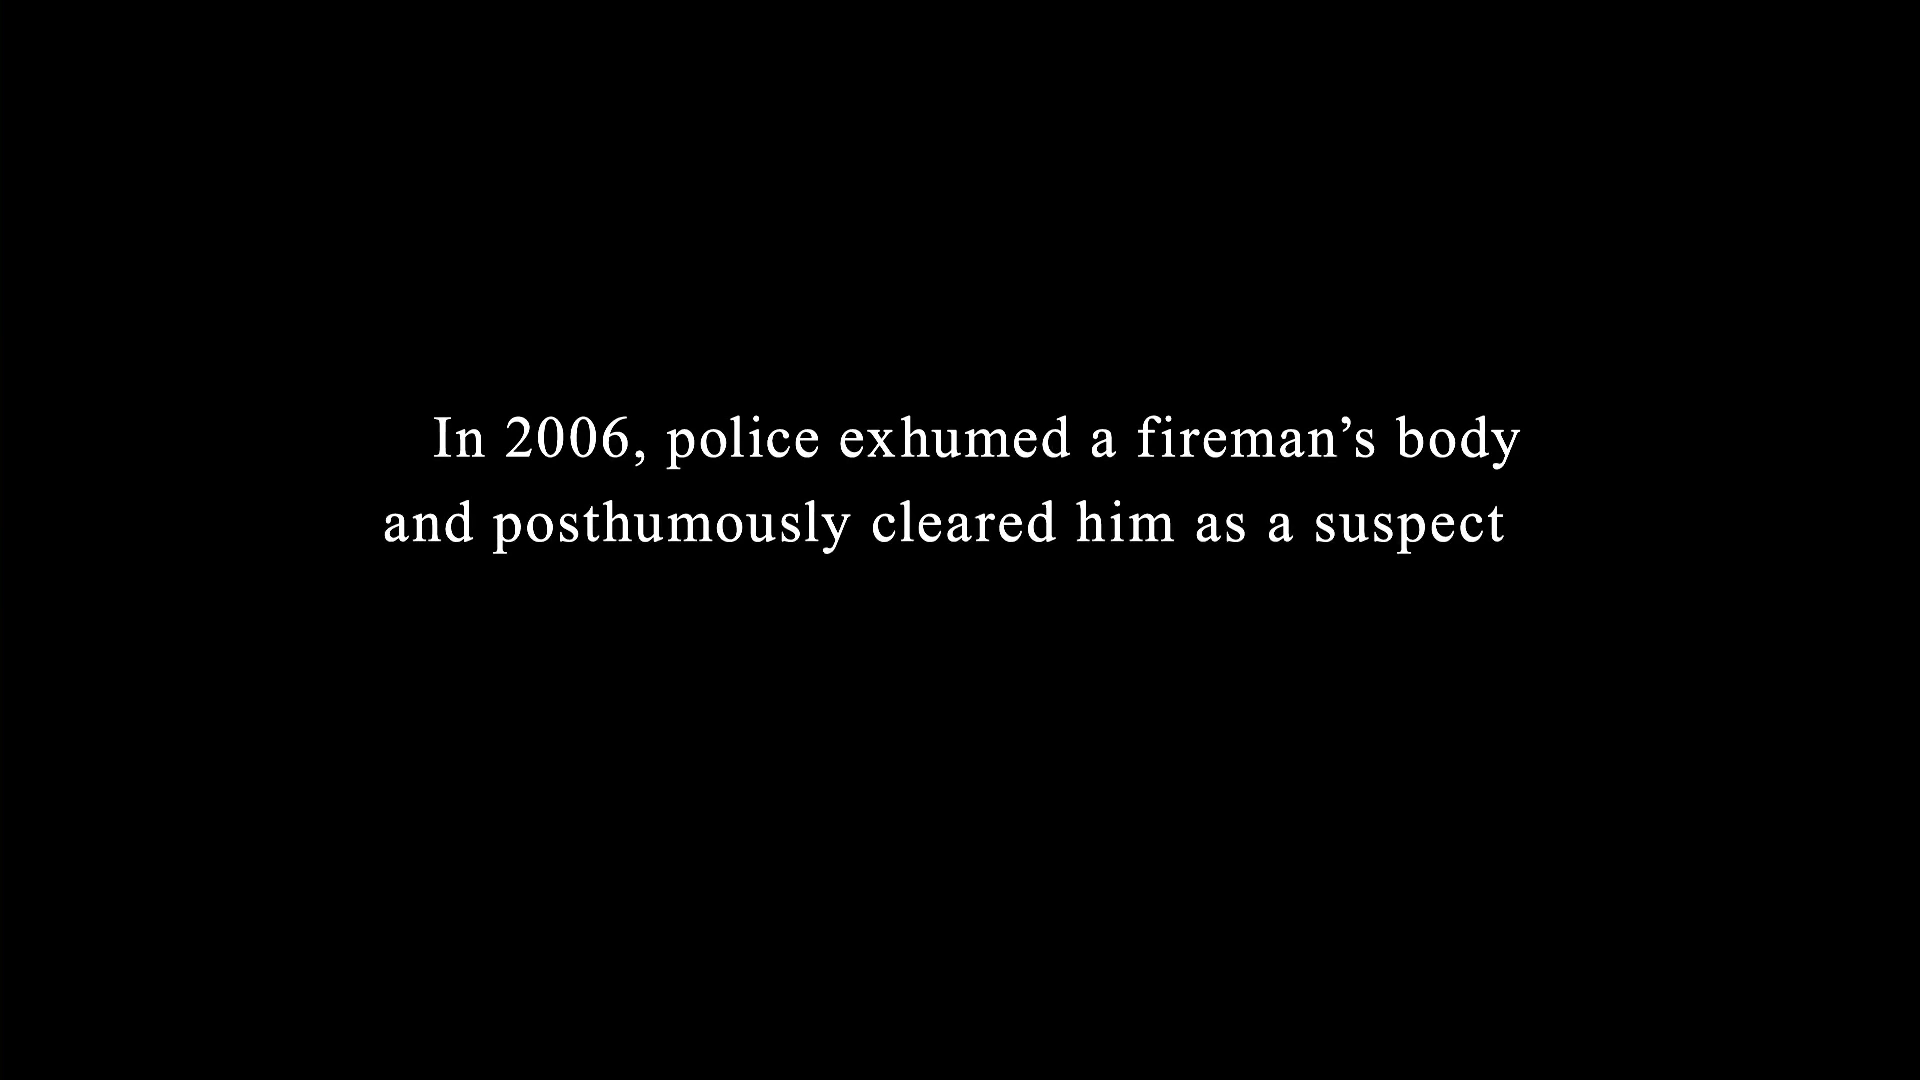 In 2006, police exhumed a fireman’s body
and posthumously cleared him as a suspect